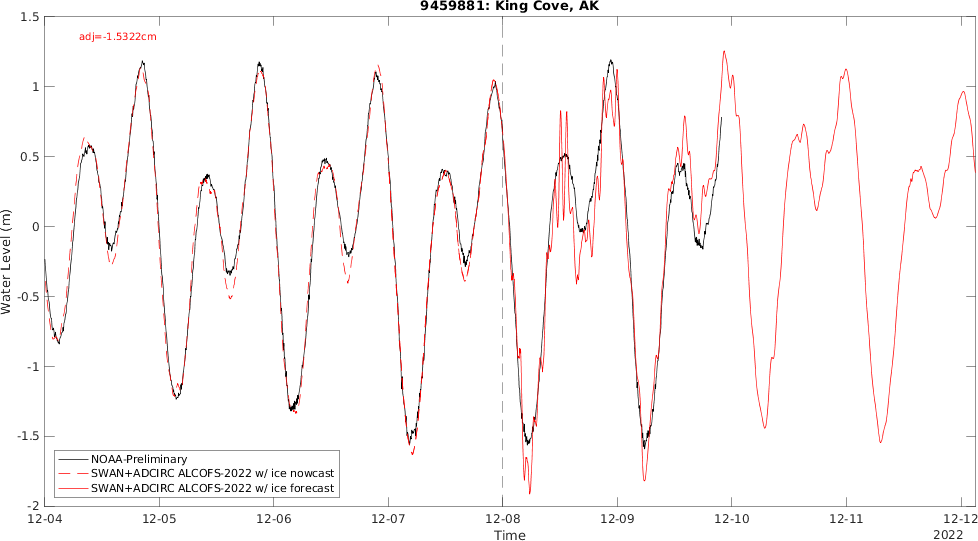 9459881: King Cove, AK
adj=-1.5322cm
1.5
1
0.5
0
-0.5
-1
-1.5
-2
Water Level (m)
NOAA-Preliminary
SWAN+ADCIRC ALCOFS-2022 w/ ice nowcast
SWAN+ADCIRC ALCOFS-2022 w/ ice forecast
12-04 12-05 12-06 12-07 12-08 12-09 12-10 12-11 12-12
Time
2022